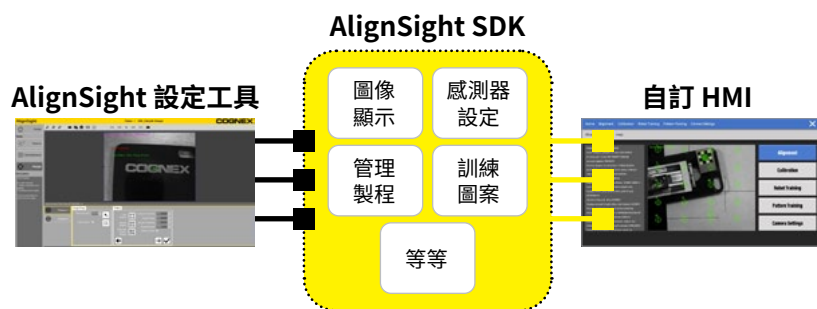 AlignSight SDK
AlignSight 設定工具
自訂 HMI
圖像
顯示
感測器
設定
管理
製程
訓練
圖案
等等
COGNEX
COGNEX
Alignment
Calibration
Robot Training
Pattern Training
Camera Settings